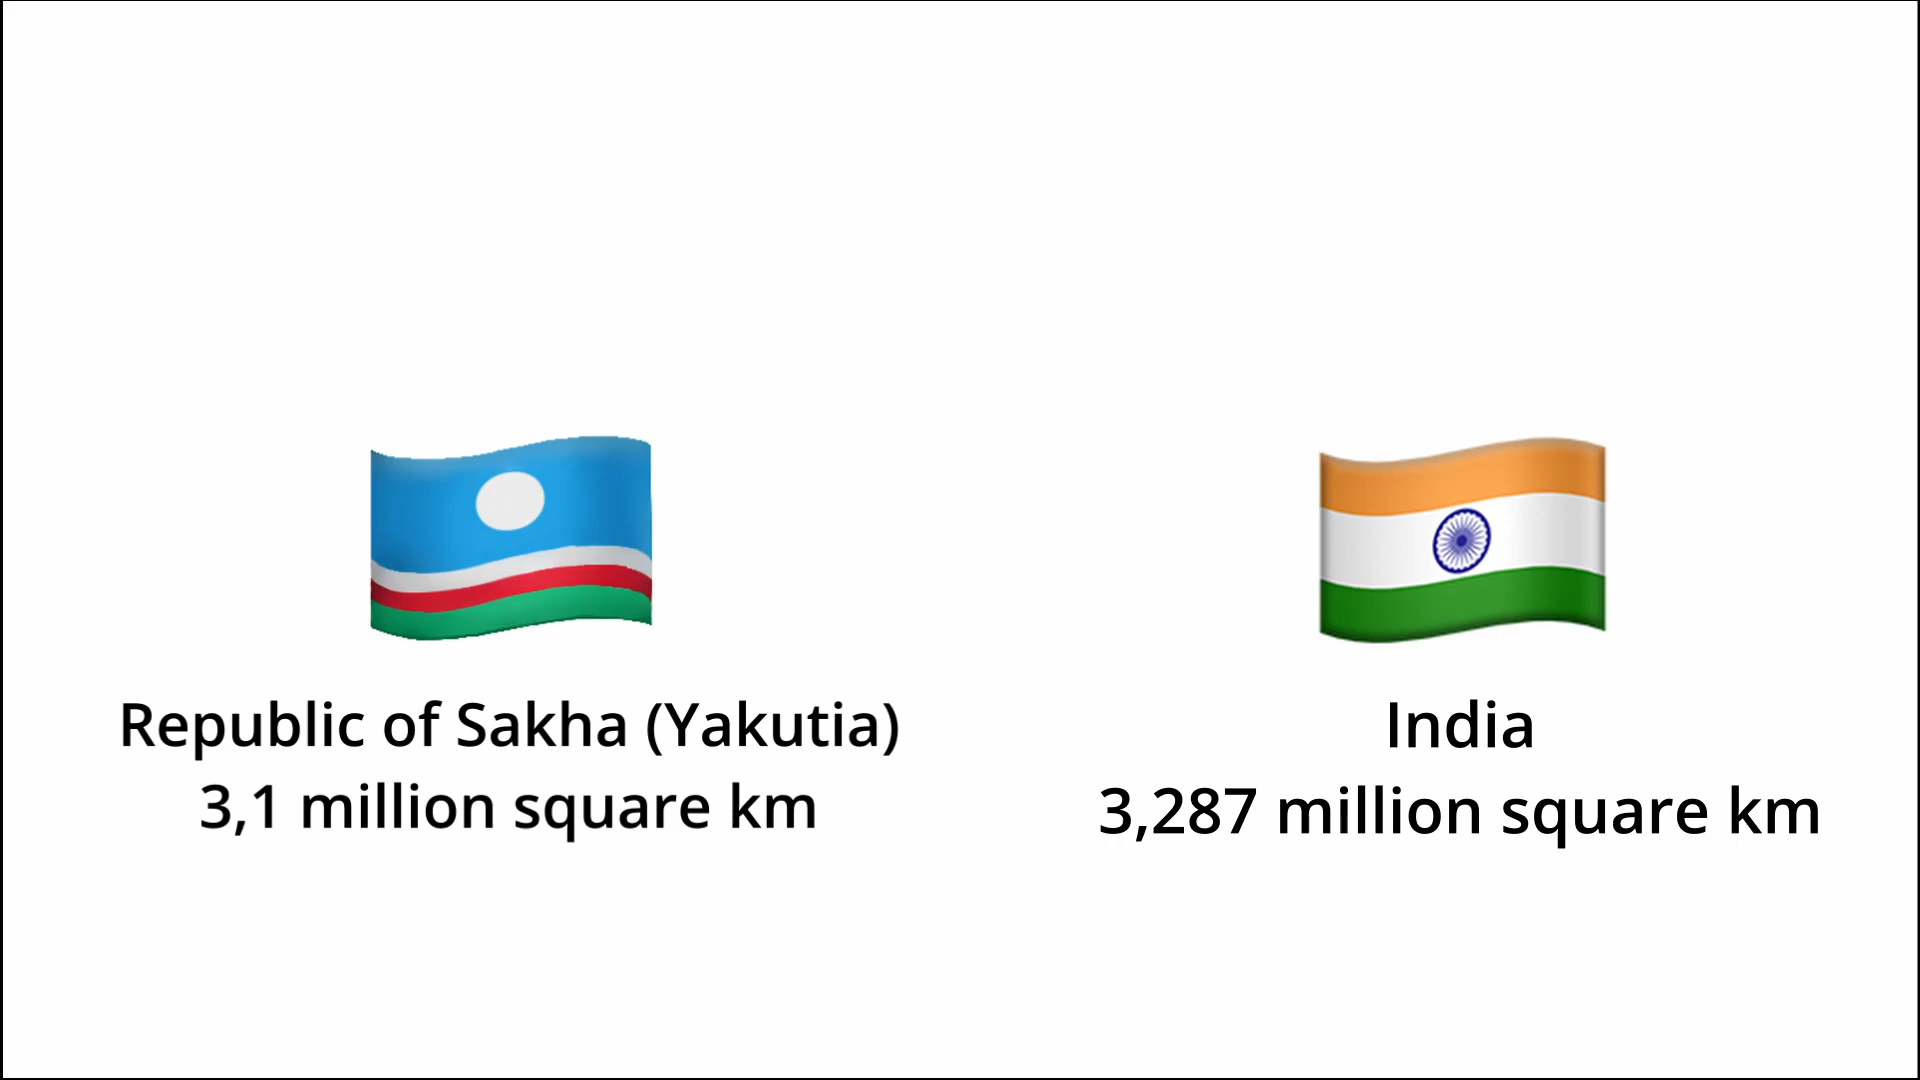 Republic of Sakha (Yakutia)
3,1 million square km
India
3,287 million square km